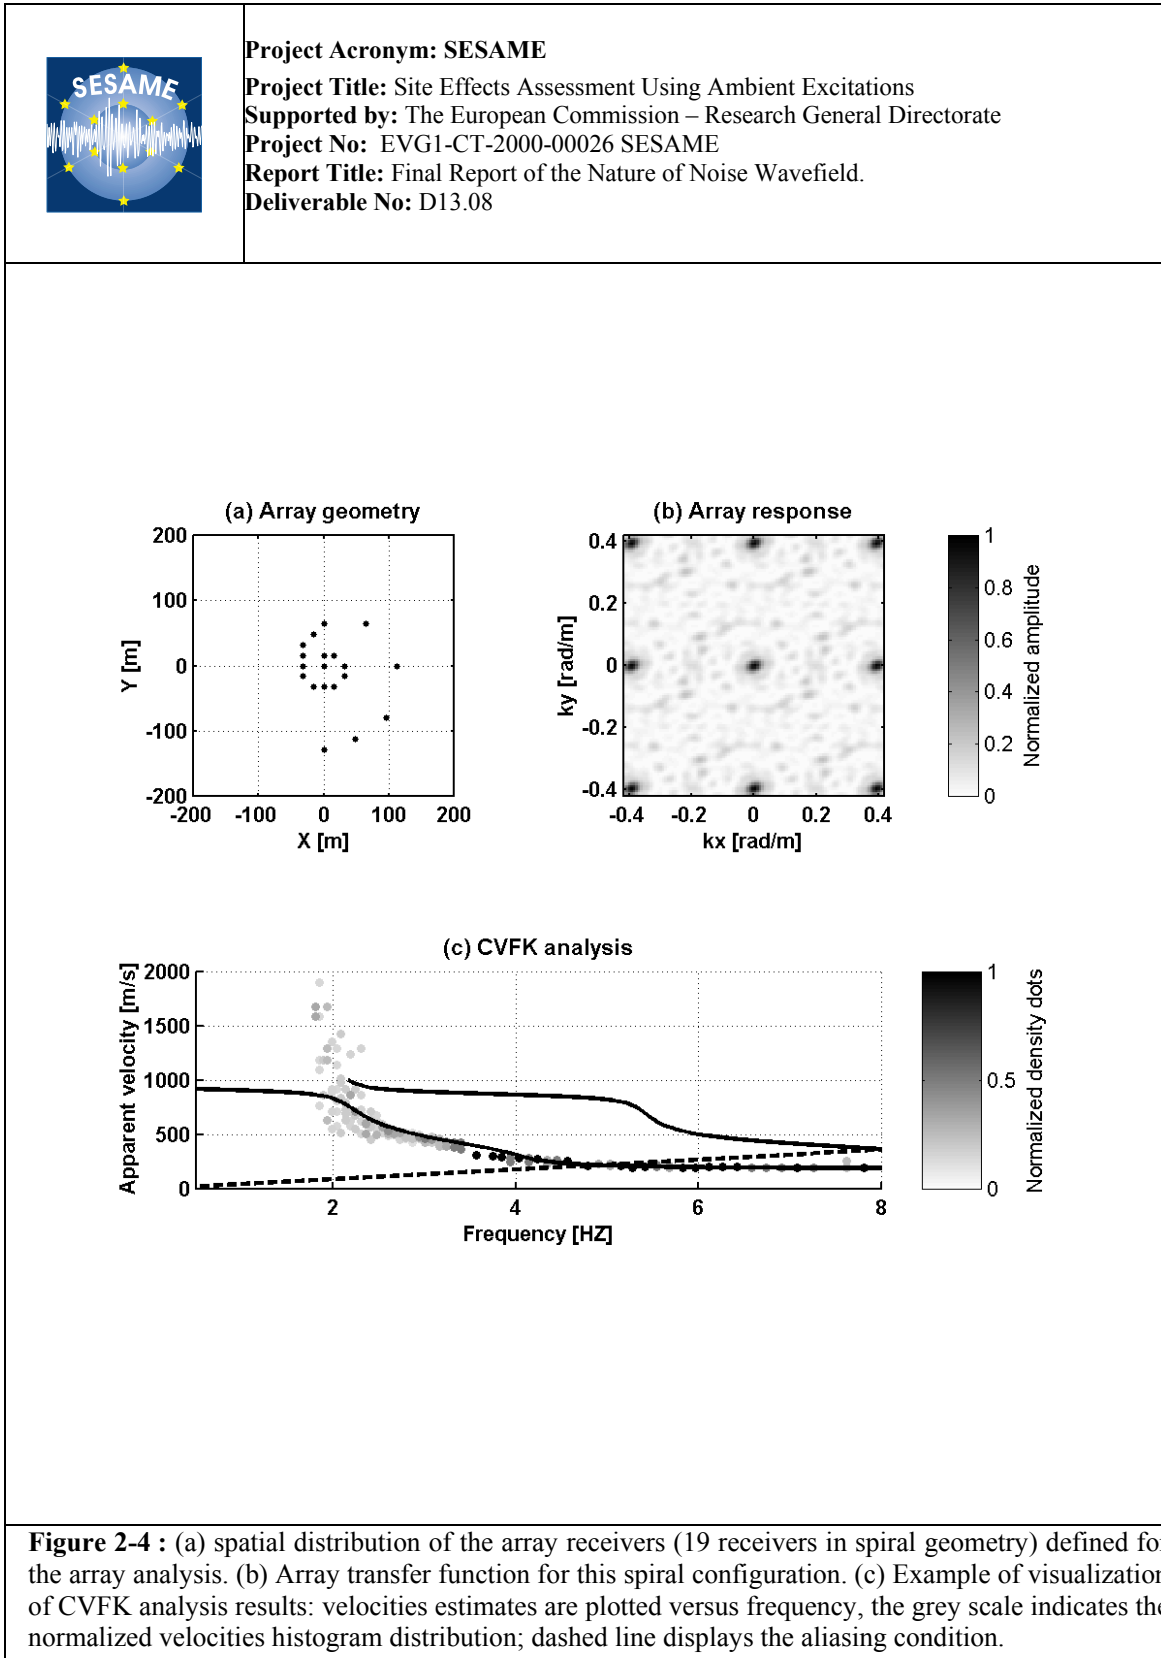 SESAME
Project Acronym: SESAME
Project Title: Site Effects Assessment Using Ambient Excitations
Supported by: The European Commission – Research General Directorate
Project No: EVG1-CT-2000-00026 SESAME
Report Title: Final Report of the Nature of Noise Wavefield.
Deliverable No: D13.08
(a) Array geometry
200
100
0
-100
-200
Y [m]
-200 -100 0 100 200
X [m]
(b) Array response
0.4
0.2
0
-0.2
-0.4
ky [rad/m]
-0.4 -0.2 0 0.2 0.4
kx [rad/m]
1
0.8
0.6
0.4
0.2
0
Normalized amplitude
(c) CVFK analysis
2000
1500
1000
500
0
Apparent velocity [m/s]
2 4 6 8
Frequency [HZ]
1
0.5
0
Normalized density dots
Figure 2-4 : (a) spatial distribution of the array receivers (19 receivers in spiral geometry) defined for
the array analysis. (b) Array transfer function for this spiral configuration. (c) Example of visualization
of CVFK analysis results: velocities estimates are plotted versus frequency, the grey scale indicates the
normalized velocities histogram distribution; dashed line displays the aliasing condition.